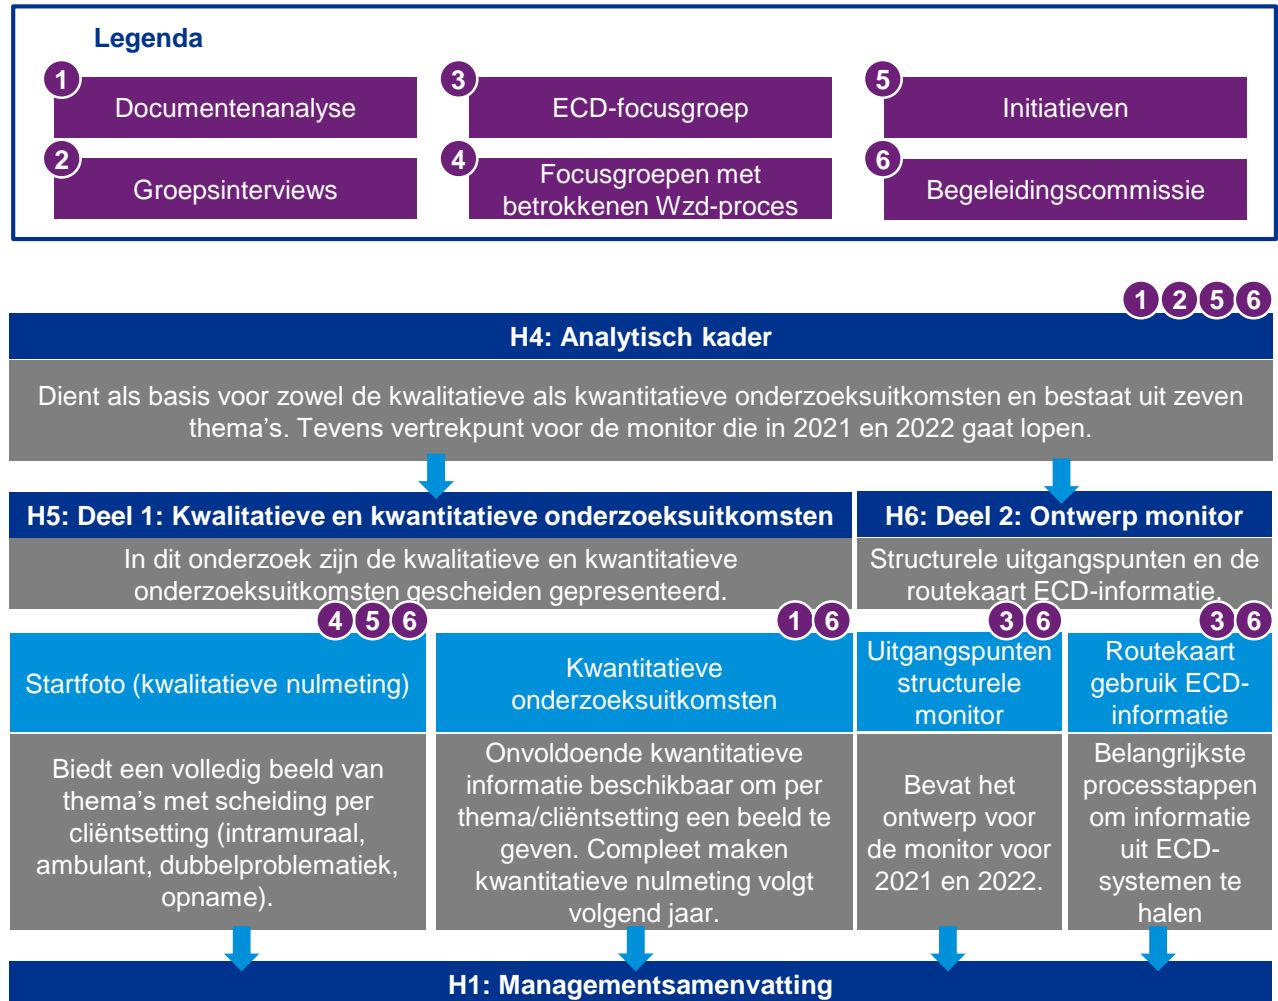 Legenda
1
Documentenanalyse
3
ECD-focusgroep
5
Initiatieven
2
Groepsinterviews
4
Focusgroepen met
betrokkenen Wzd-proces
6
Begeleidingscommissie
1 2 5 6
H4: Analytisch kader
Dient als basis voor zowel de kwalitatieve als kwantitatieve onderzoeksuitkomsten en bestaat uit zeven
thema's. Tevens vertrekpunt voor de monitor die in 2021 en 2022 gaat lopen.
H5: Deel 1: Kwalitatieve en kwantitatieve onderzoeksuitkomsten
In dit onderzoek zijn de kwalitatieve en kwantitatieve
onderzoeksuitkomsten gescheiden gepresenteerd.
H6: Deel 2: Ontwerp monitor
Structurele uitgangspunten en de
routekaart ECD-informatie.
4 5 6
Startfoto (kwalitatieve nulmeting)
Biedt een volledig beeld van
thema's met scheiding per
cliëntsetting (intramuraal,
ambulant, dubbelproblematiek,
opname).
1 6
Kwantitatieve
onderzoeksuitkomsten
Onvoldoende kwantitatieve
informatie beschikbaar om per
thema/cliëntsetting een beeld te
geven. Compleet maken
kwantitatieve nulmeting volgt
volgend jaar.
3 6
Uitgangspunten
structurele
monitor
Bevat het
ontwerp voor
de monitor voor
2021 en 2022.
3 6
Routekaart
gebruik ECD-
informatie
Belangrijkste
processtappen
om informatie
uit ECD-
systemen te
halen
H1: Managementsamenvatting